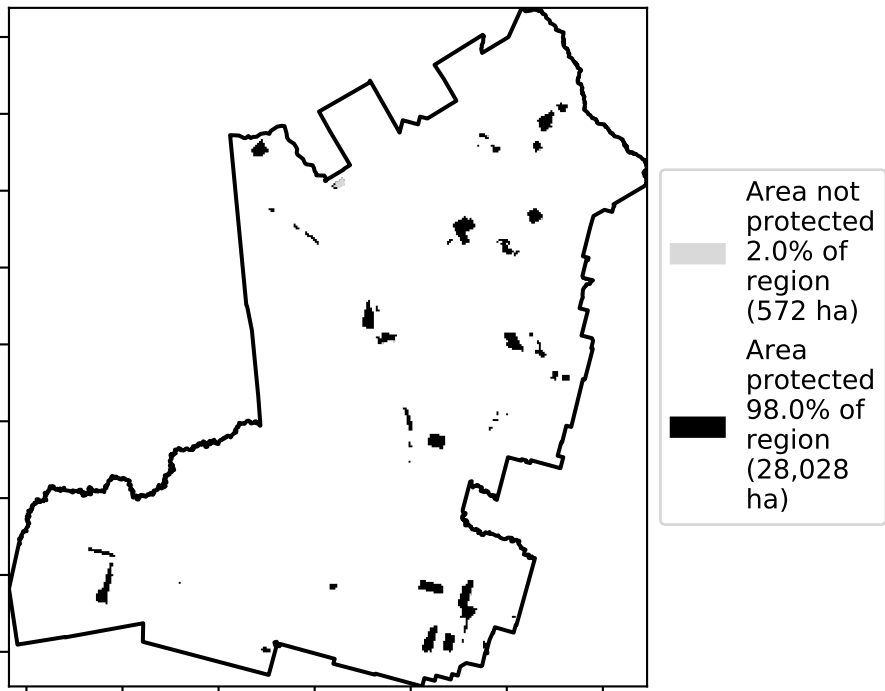 Area not
protected
2.0% of
region
(572 ha)
Area
protected
98.0% of
region
(28,028
ha)